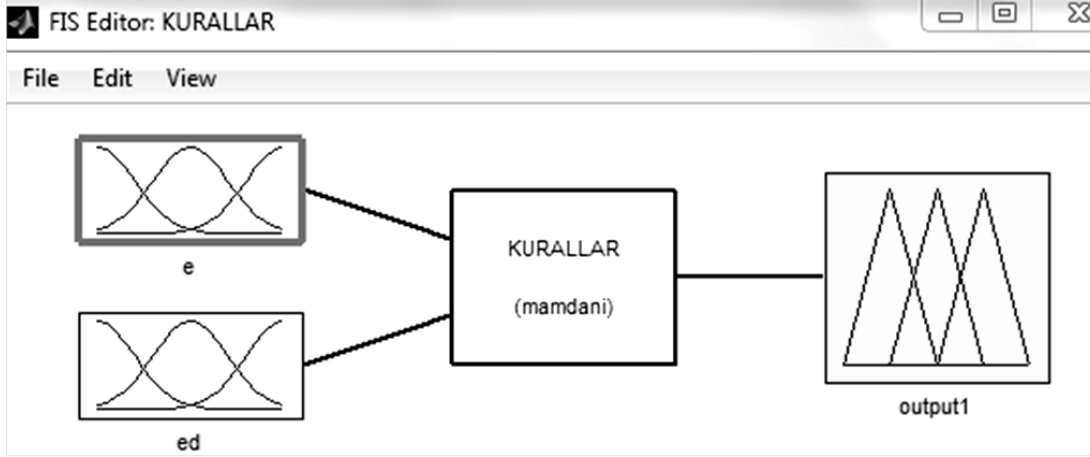 FIS Editor: KURALLAR
File Edit View
e
ed
KURALLAR
(mamdani)
output1